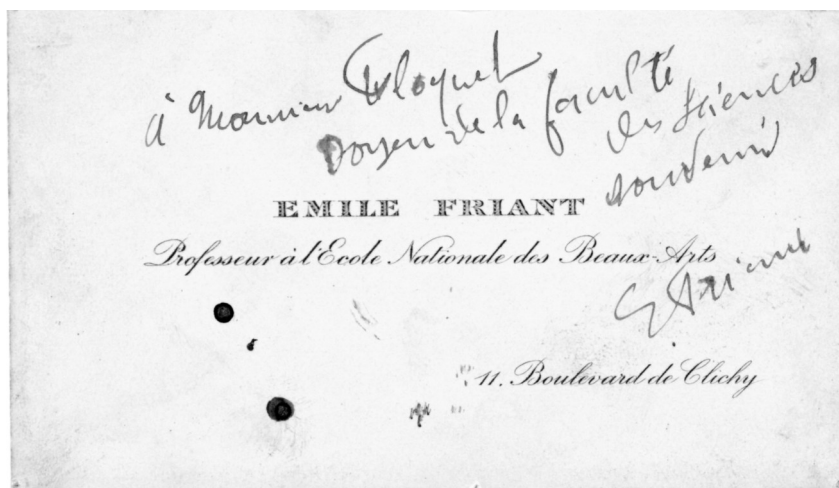 à Monsieur Floquet
doyen de la faculté
des sciences
souvenir
EMILE FRIANT
Professeur à l'Ecole Nationale des Beaux-Arts
E Friant
11. Boulevard de Clichy